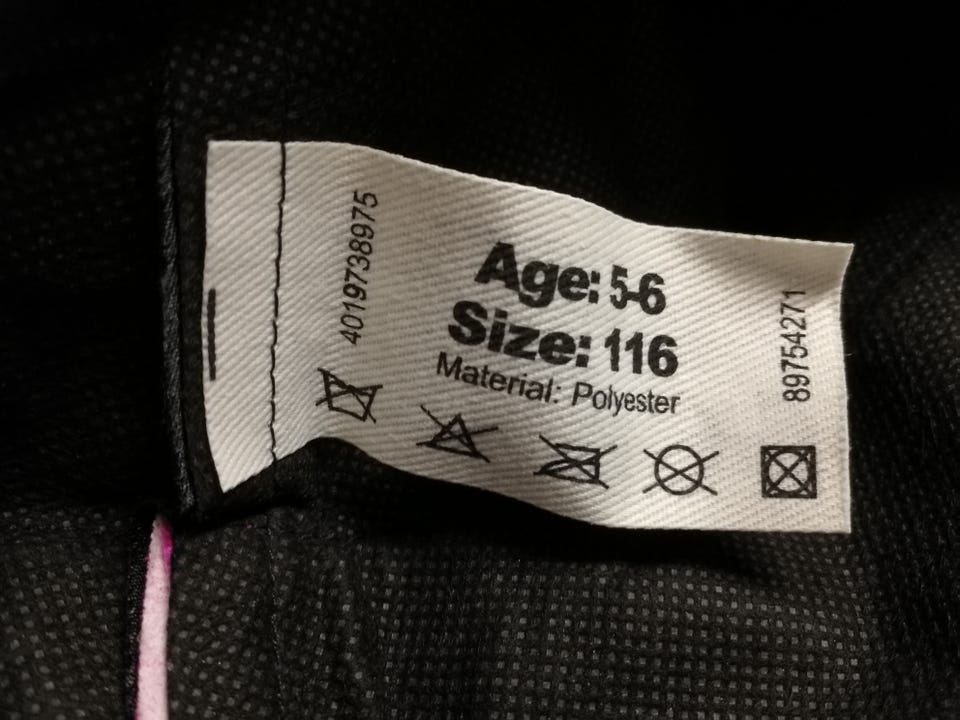 4019738975
Age: 5-6
Size: 116
Material: Polyester
89754271